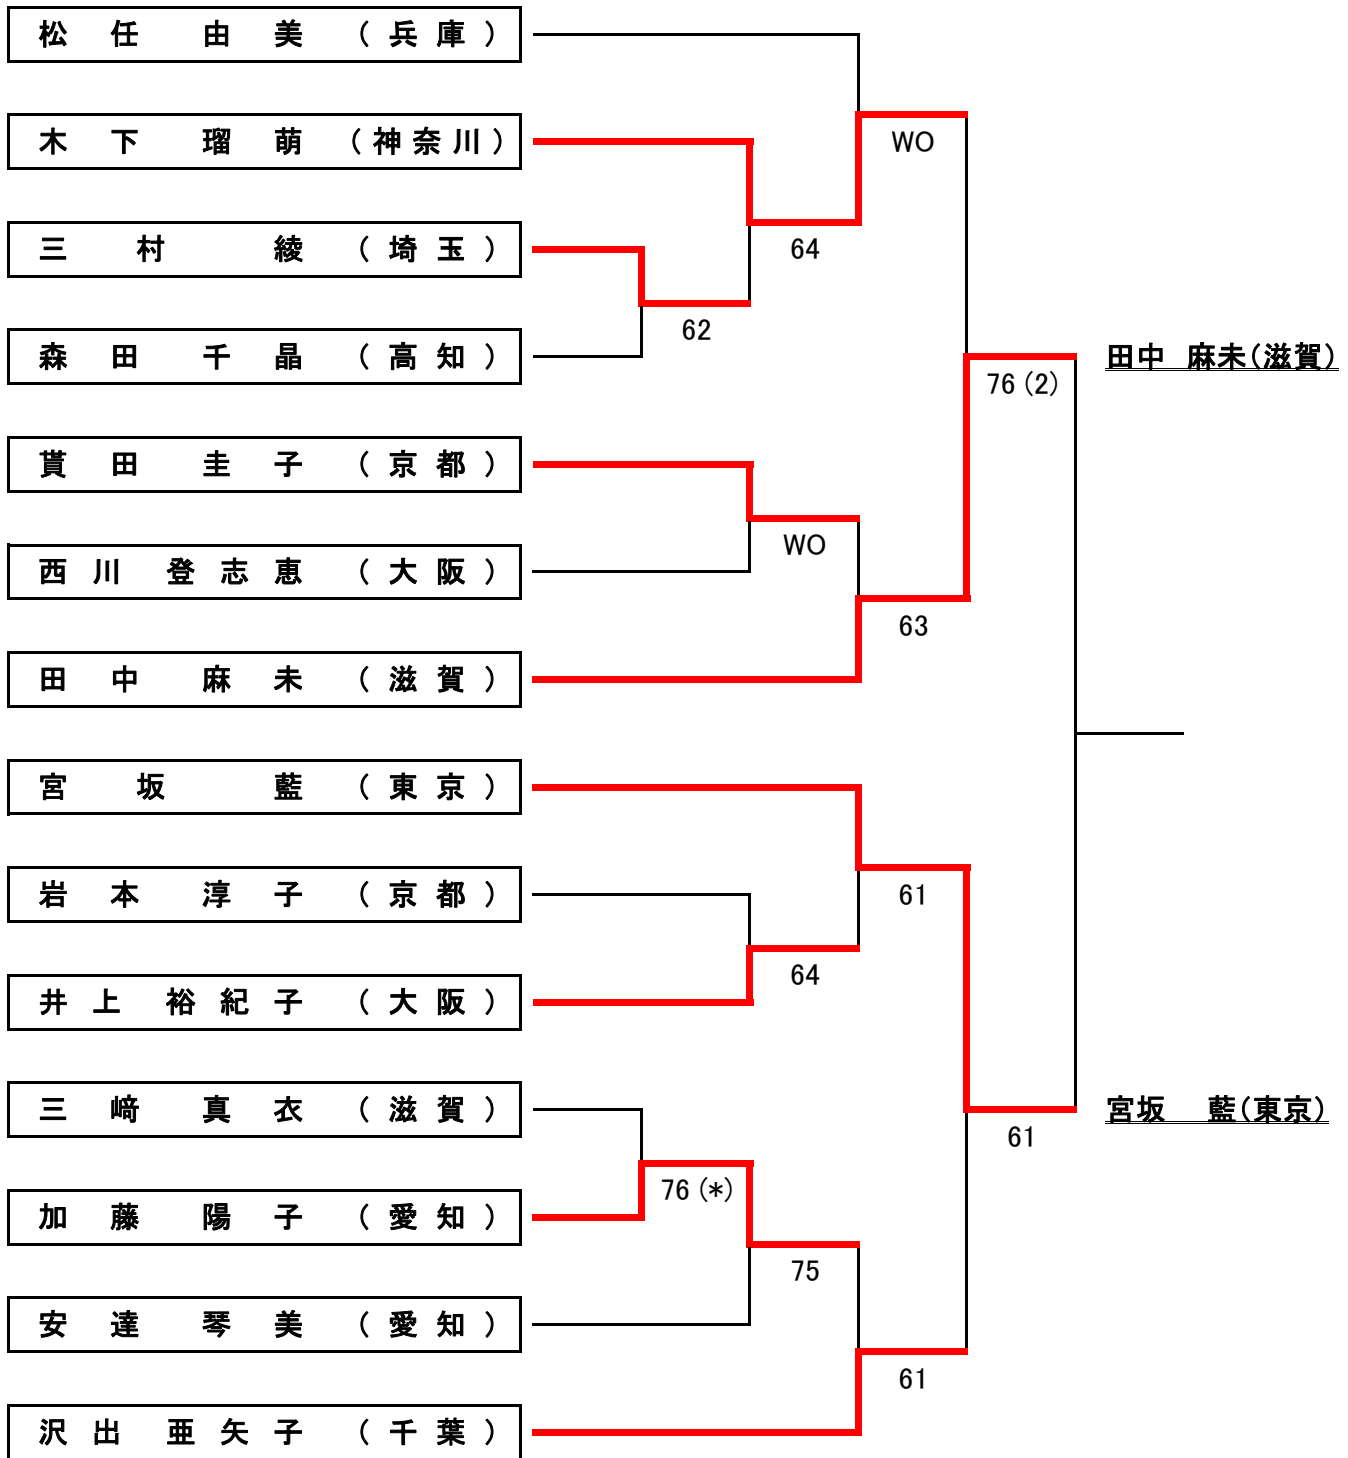 松任 由美 (兵庫)
WO
木下 瑠萌 (神奈川)
64
三村 綾 (埼玉)
62
森田 千晶 (高知)
76(2)
田中 麻未(滋賀)
貰田 圭子 (京都)
WO
西川 登志恵 (大阪)
63
田中 麻未 (滋賀)
宮坂 藍 (東京)
61
岩本 淳子 (京都)
64
井上 裕紀子 (大阪)
三﨑 真衣 (滋賀)
61
宮坂 藍(東京)
76(*)
加藤 陽子 (愛知)
75
安達 琴美 (愛知)
61
沢出 亜矢子 (千葉)